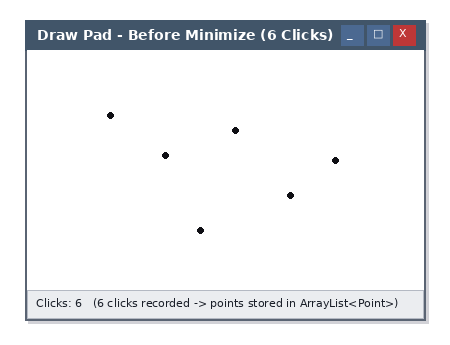 Draw Pad - Before Minimize (6 Clicks) _ □ X
Clicks: 6 (6 clicks recorded -> points stored in ArrayList<Point>)